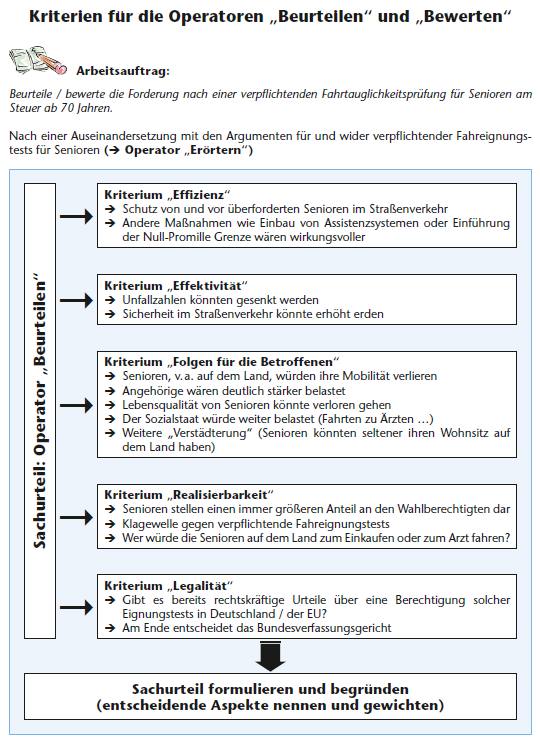 Kriterien für die Operatoren „Beurteilen“ und „Bewerten“
Arbeitsauftrag:
Beurteile / bewerte die Forderung nach einer verpflichtenden Fahrtauglichkeitsprüfung für Senioren am
Steuer ab 70 Jahren.
Nach einer Auseinandersetzung mit den Argumenten für und wider verpflichtender Fahreignungs-
tests für Senioren (➔ Operator „Erörtern“)
Sachurteil: Operator „Beurteilen“
Kriterium „Effizienz“
➔ Schutz von und vor überforderten Senioren im Straßenverkehr
➔ Andere Maßnahmen wie Einbau von Assistenzsystemen oder Einführung
der Null-Promille Grenze wären wirkungsvoller
Kriterium „Effektivität“
➔ Unfallzahlen könnten gesenkt werden
➔ Sicherheit im Straßenverkehr könnte erhöht erden
Kriterium „Folgen für die Betroffenen“
➔ Senioren, v.a. auf dem Land, würden ihre Mobilität verlieren
➔ Angehörige wären deutlich stärker belastet
➔ Lebensqualität von Senioren könnte verloren gehen
➔ Der Sozialstaat würde weiter belastet (Fahrten zu Ärzten …)
➔ Weitere „Verstädterung“ (Senioren könnten seltener ihren Wohnsitz auf
dem Land haben)
Kriterium „Realisierbarkeit“
➔ Senioren stellen einen immer größeren Anteil an den Wahlberechtigten dar
➔ Klagewelle gegen verpflichtende Fahreignungstests
➔ Wer würde die Senioren auf dem Land zum Einkaufen oder zum Arzt fahren?
Kriterium „Legalität“
➔ Gibt es bereits rechtskräftige Urteile über eine Berechtigung solcher
Eignungstests in Deutschland / der EU?
➔ Am Ende entscheidet das Bundesverfassungsgericht
Sachurteil formulieren und begründen
(entscheidende Aspekte nennen und gewichten)